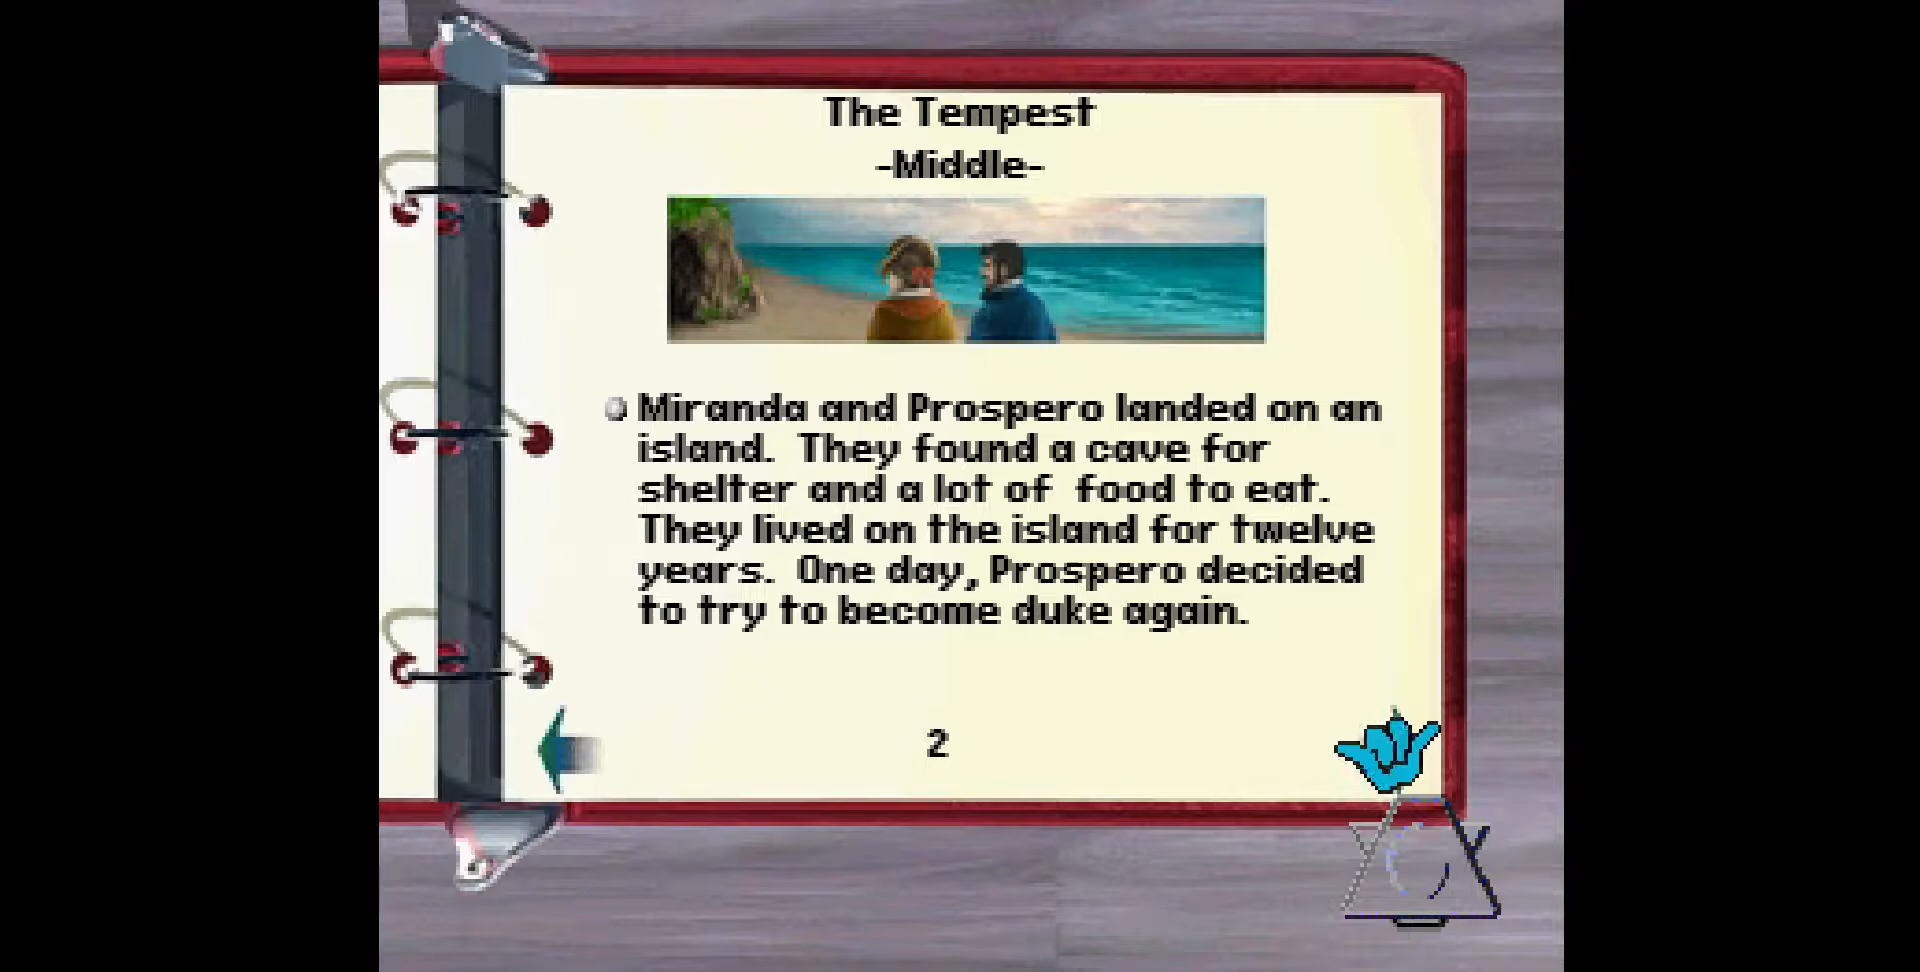 The Tempest
-Middle-
Miranda and Prospero landed on an
island.  They found a cave for
shelter and a lot of  food to eat.
They lived on the island for twelve
years.  One day, Prospero decided
to try to become duke again.
2